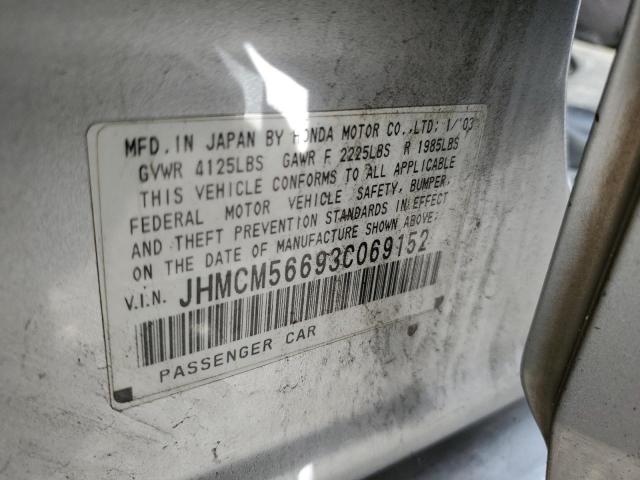 MFD. IN JAPAN BY HONDA MOTOR CO.,LTD: 1/'03
GVWR 4125LBS GAWR F 2225LBS R 1985LBS
THIS VEHICLE CONFORMS TO ALL APPLICABLE
FEDERAL MOTOR VEHICLE SAFETY, BUMPER,
AND THEFT PREVENTION STANDARDS IN EFFECT
ON THE DATE OF MANUFACTURE SHOWN ABOVE.
V.I.N. JHMCM56693C069152
PASSENGER CAR